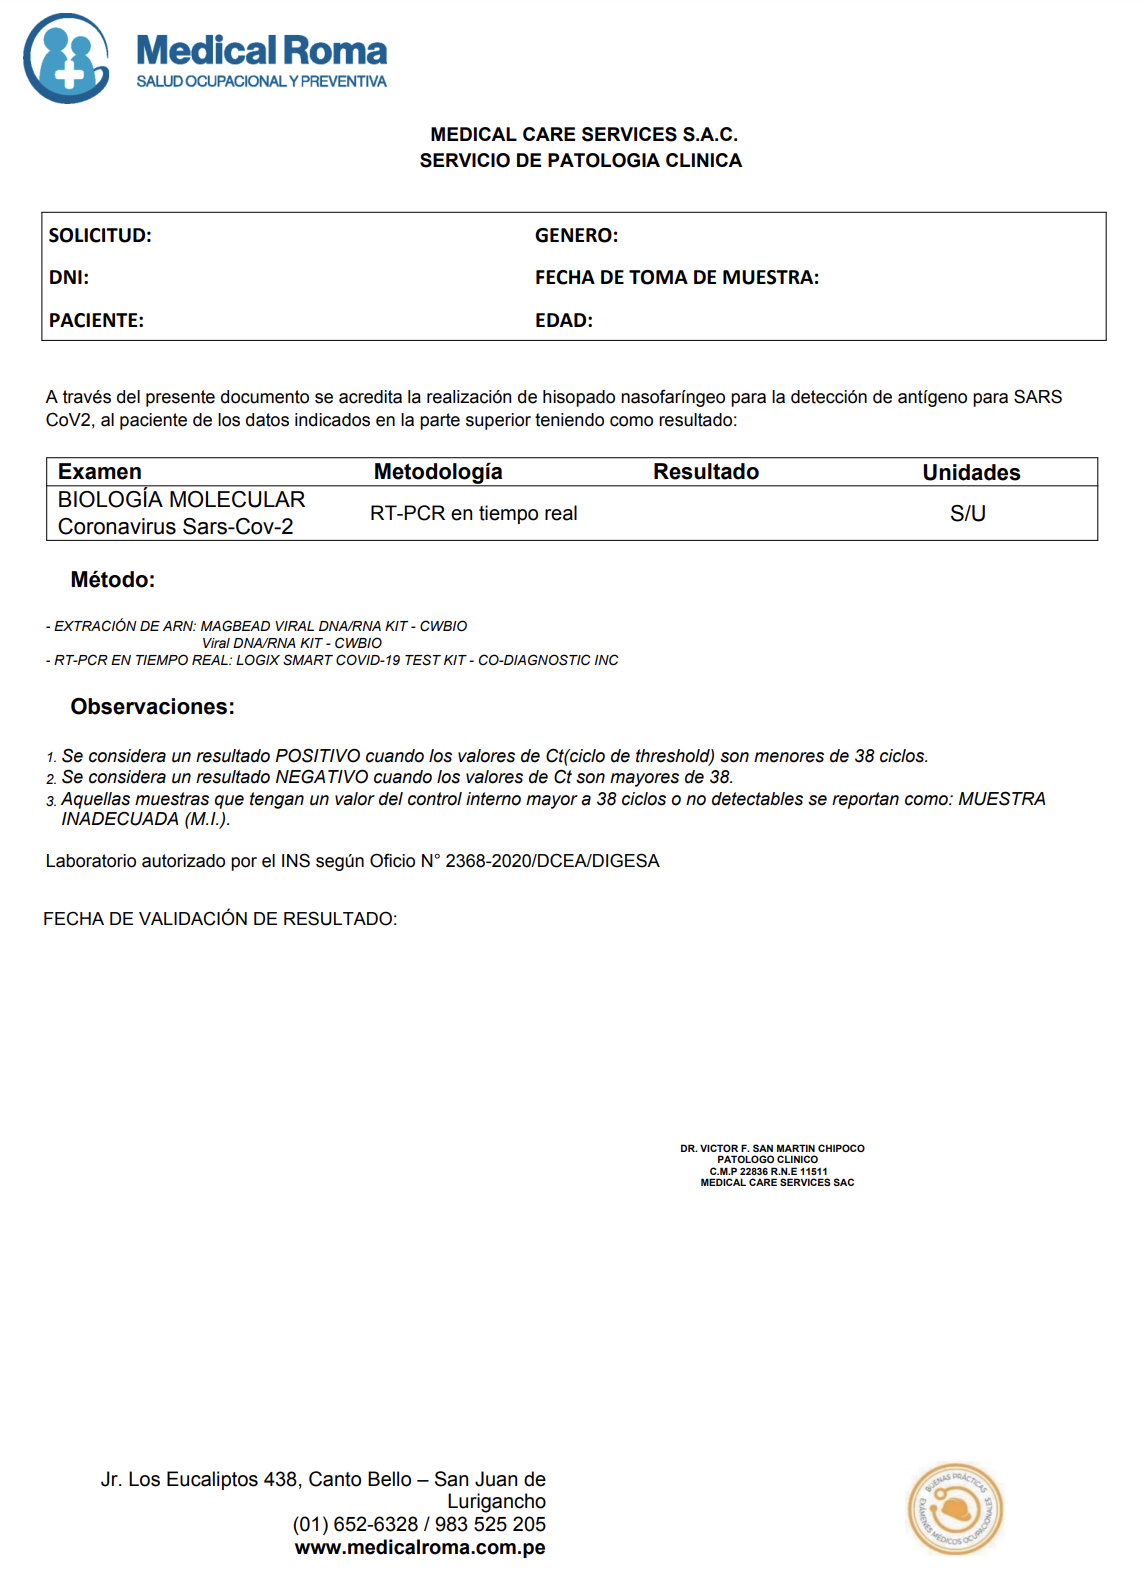 Medical Roma
SALUD OCUPACIONAL Y PREVENTIVA
MEDICAL CARE SERVICES S.A.C.
SERVICIO DE PATOLOGIA CLINICA
SOLICITUD: GENERO:
DNI: FECHA DE TOMA DE MUESTRA:
PACIENTE: EDAD:
A través del presente documento se acredita la realización de hisopado nasofaríngeo para la detección de antígeno para SARS
CoV2, al paciente de los datos indicados en la parte superior teniendo como resultado:
Examen Metodología Resultado Unidades
BIOLOGÍA MOLECULAR
Coronavirus Sars-Cov-2 RT-PCR en tiempo real S/U
Método:
- EXTRACIÓN DE ARN: MAGBEAD VIRAL DNA/RNA KIT - CWBIO
Viral DNA/RNA KIT - CWBIO
- RT-PCR EN TIEMPO REAL: LOGIX SMART COVID-19 TEST KIT - CO-DIAGNOSTIC INC
Observaciones:
1. Se considera un resultado POSITIVO cuando los valores de Ct(ciclo de threshold) son menores de 38 ciclos.
2. Se considera un resultado NEGATIVO cuando los valores de Ct son mayores de 38.
3. Aquellas muestras que tengan un valor del control interno mayor a 38 ciclos o no detectables se reportan como: MUESTRA
INADECUADA (M.I.).
Laboratorio autorizado por el INS según Oficio N° 2368-2020/DCEA/DIGESA
FECHA DE VALIDACIÓN DE RESULTADO:
DR. VICTOR F. SAN MARTIN CHIPOCO
PATOLOGO CLINICO
C.M.P 22836 R.N.E 11511
MEDICAL CARE SERVICES SAC
Jr. Los Eucaliptos 438, Canto Bello – San Juan de
Lurigancho
(01) 652-6328 / 983 525 205
www.medicalroma.com.pe
BUENAS PRÁCTICAS
EXÁMENES MÉDICOS OCUPACIONALES